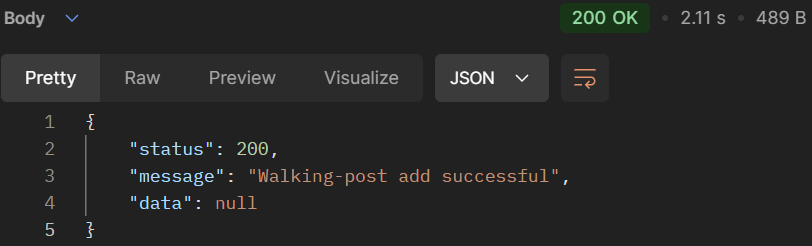 Body 200 OK • 2.11 s • 489 B
Pretty Raw Preview Visualize JSON
1 {
2 "status": 200,
3 "message": "Walking-post add successful",
4 "data": null
5 }